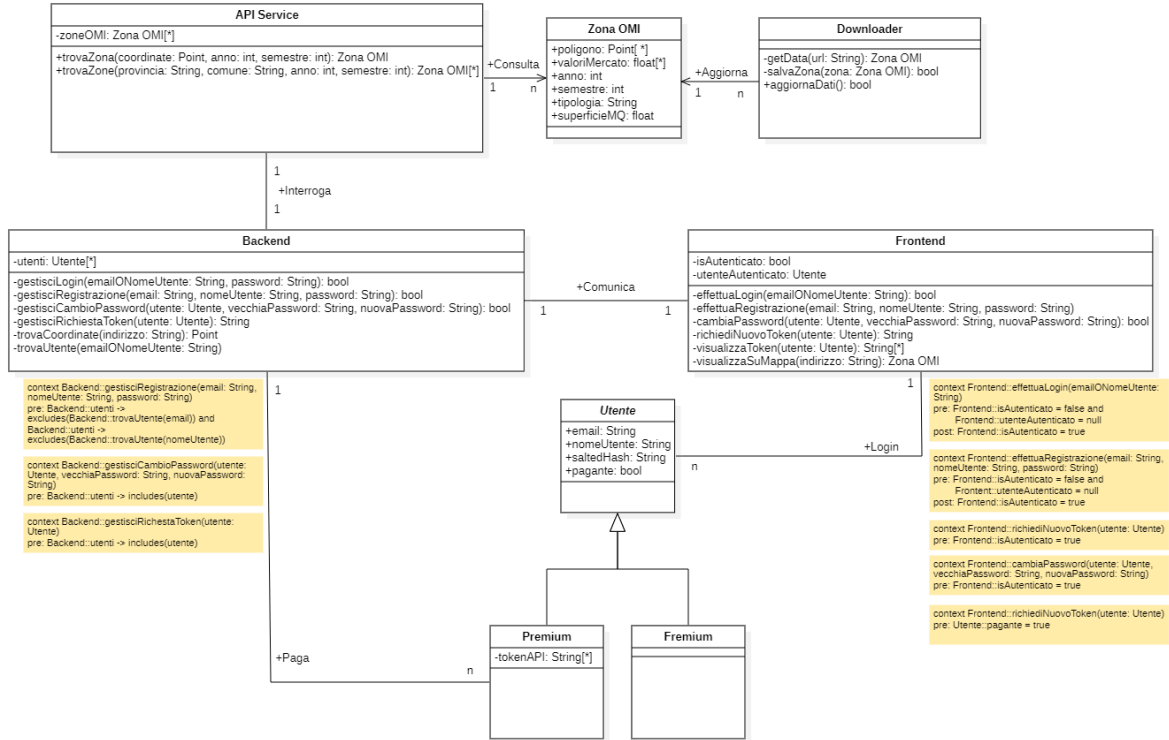 API Service
-zoneOMI: Zona OMI[*]
+trovaZona(coordinate: Point, anno: int, semestre: int): Zona OMI
+trovaZone(provincia: String, comune: String, anno: int, semestre: int): Zona OMI[*]
+Consulta
1
n
Zona OMI
+poligono: Point[ *]
+valoriMercato: float[*]
+anno: int
+semestre: int
+tipologia: String
+superficieMQ: float
+Aggiorna
1
n
Downloader
-getData(url: String): Zona OMI
-salvaZona(zona: Zona OMI): bool
+aggiornaDati(): bool
1
+Interroga
1
Backend
-utenti: Utente[*]
-gestisciLogin(emailONomeUtente: String, password: String): bool
-gestisciRegistrazione(email: String, nomeUtente: String, password: String): bool
-gestisciCambioPassword(utente: Utente, vecchiaPassword: String, nuovaPassword: String): bool
-gestisciRichiestaToken(utente: Utente): String
-trovaCoordinate(indirizzo: String): Point
-trovaUtente(emailONomeUtente: String)
+Comunica
1
1
Frontend
-isAutenticato: bool
-utenteAutenticato: Utente
-effettuaLogin(emailONomeUtente: String): bool
-effettuaRegistrazione(email: String, nomeUtente: String, password: String)
-cambiaPassword(utente: Utente, vecchiaPassword: String, nuovaPassword: String): bool
-richiediNuovoToken(utente: Utente): String
-visualizzaToken(utente: Utente): String[*]
-visualizzaSuMappa(indirizzo: String): Zona OMI
context Backend::gestisciRegistrazione(email: String,
nomeUtente: String, password: String)
pre: Backend::utenti ->
excludes(Backend::trovaUtente(email)) and
Backend::utenti ->
excludes(Backend::trovaUtente(nomeUtente))
context Backend::gestisciCambioPassword(utente:
Utente, vecchiaPassword: String, nuovaPassword:
String)
pre: Backend::utenti -> includes(utente)
context Backend::gestisciRichestaToken(utente:
Utente)
pre: Backend::utenti -> includes(utente)
1
+Paga
n
Utente
+email: String
+nomeUtente: String
+saltedHash: String
+pagante: bool
1
+Login
n
context Frontend::effettuaLogin(emailONomeUtente:
String)
pre: Frontend::isAutenticato = false and
Frontend::utenteAutenticato = null
post: Frontend::isAutenticato = true
context Frontend::effettuaRegistrazione(email: String,
nomeUtente: String, password: String)
pre: Frontend::isAutenticato = false and
Frontend::utenteAutenticato = null
post: Frontend::isAutenticato = true
context Frontend::richiediNuovoToken(utente: Utente)
pre: Frontend::isAutenticato = true
context Frontend::cambiaPassword(utente: Utente,
vecchiaPassword: String, nuovaPassword: String)
pre: Frontend::isAutenticato = true
context Frontend::richiediNuovoToken(utente: Utente)
pre: Utente::pagante = true
Premium
-tokenAPI: String[*]
Fremium